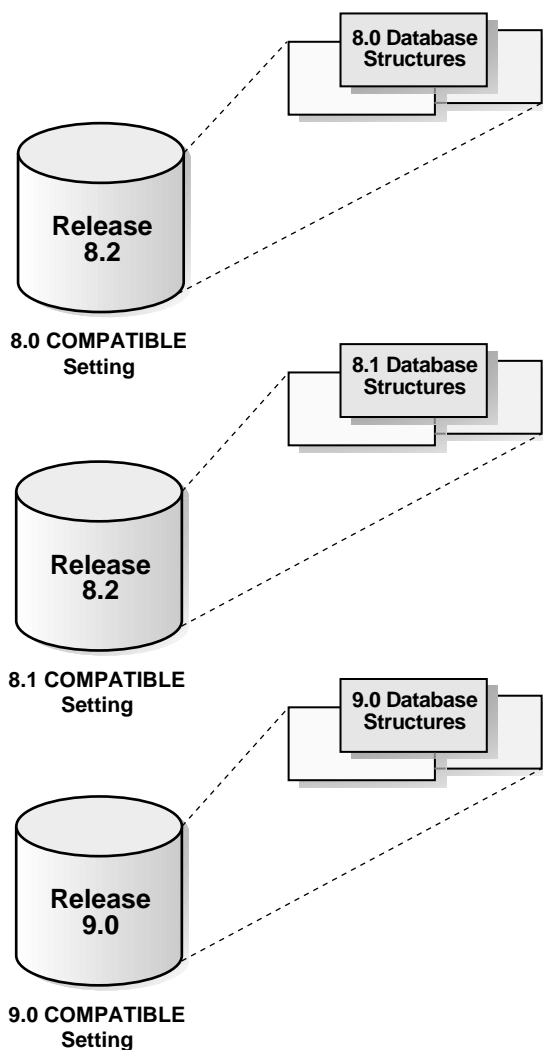 8.0 Database
Structures
Release
8.2
8.0 COMPATIBLE
Setting
8.1 Database
Structures
Release
8.2
8.1 COMPATIBLE
Setting
9.0 Database
Structures
Release
9.0
9.0 COMPATIBLE
Setting